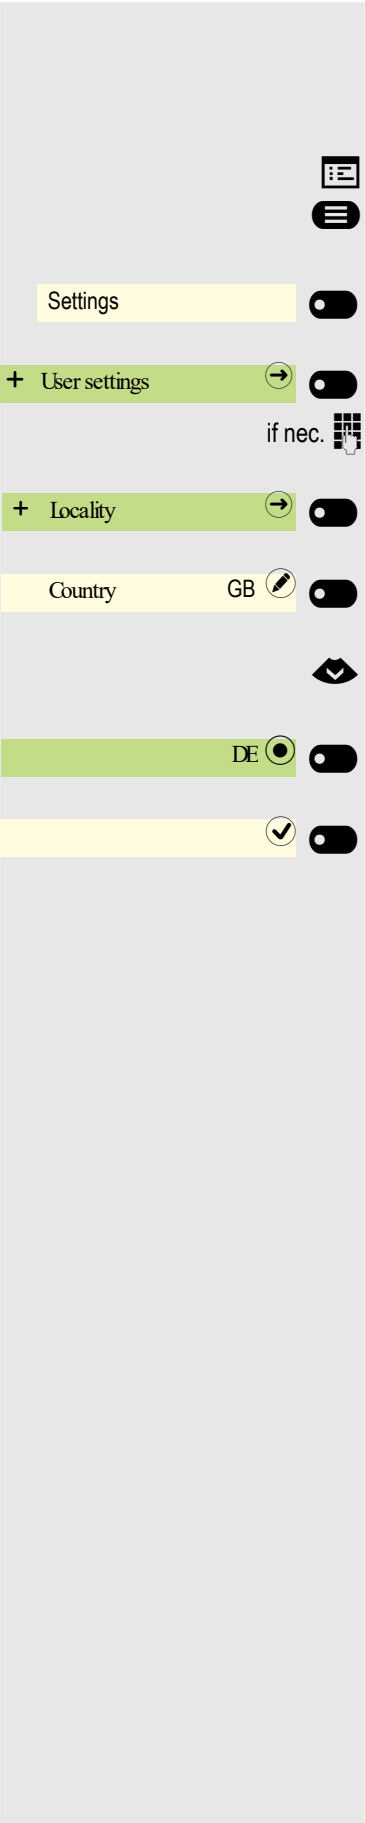 Settings
+ User settings
if nec.
+ Locality
Country GB
DE